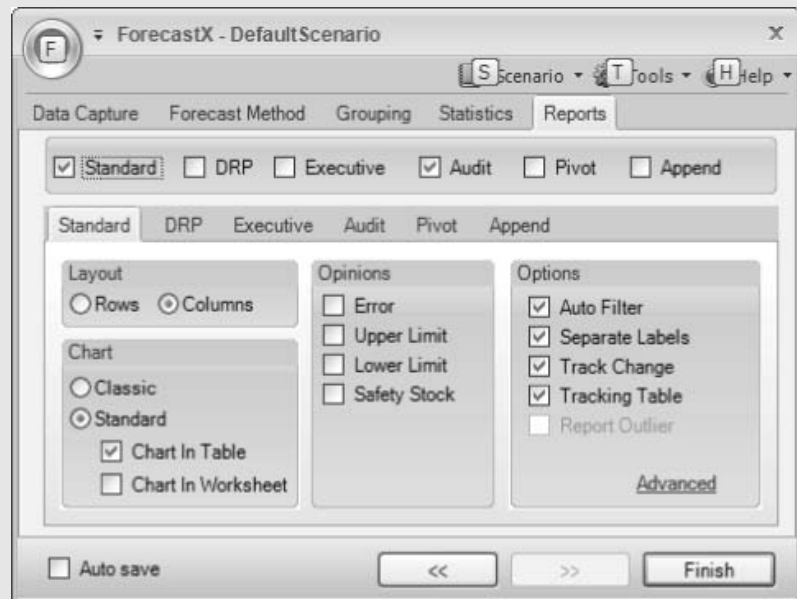 F
ForecastX - DefaultScenario
X
S Scenario T Tools H Help
Data Capture Forecast Method Grouping Statistics Reports
Standard DRP Executive Audit Pivot Append
Standard DRP Executive Audit Pivot Append
Layout
Rows Columns
Chart
Classic
Standard
Chart In Table
Chart In Worksheet
Opinions
Error
Upper Limit
Lower Limit
Safety Stock
Options
Auto Filter
Separate Labels
Track Change
Tracking Table
Report Outlier
Advanced
Auto save
<<
>>
Finish